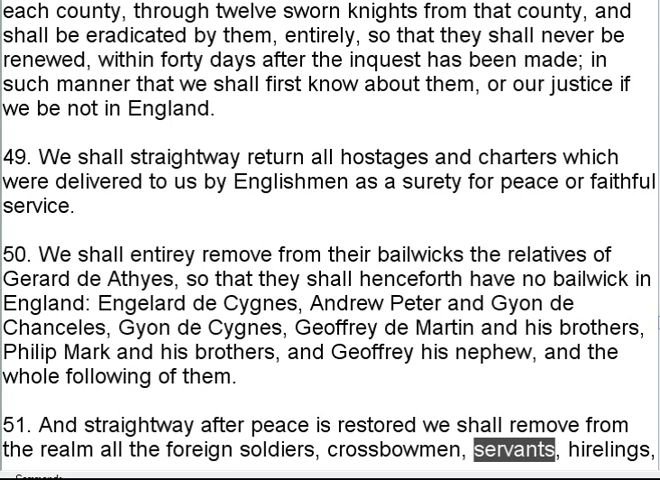 each county, through twelve sworn knights from that county, and
shall be eradicated by them, entirely, so that they shall never be
renewed, within forty days after the inquest has been made; in
such manner that we shall first know about them, or our justice if
we be not in England.
49. We shall straightway return all hostages and charters which
were delivered to us by Englishmen as a surety for peace or faithful
service.
50. We shall entirey remove from their bailwicks the relatives of
Gerard de Athyes, so that they shall henceforth have no bailwick in
England: Engelard de Cygnes, Andrew Peter and Gyon de
Chanceles, Gyon de Cygnes, Geoffrey de Martin and his brothers,
Philip Mark and his brothers, and Geoffrey his nephew, and the
whole following of them.
51. And straightway after peace is restored we shall remove from
the realm all the foreign soldiers, crossbowmen, servants, hirelings,